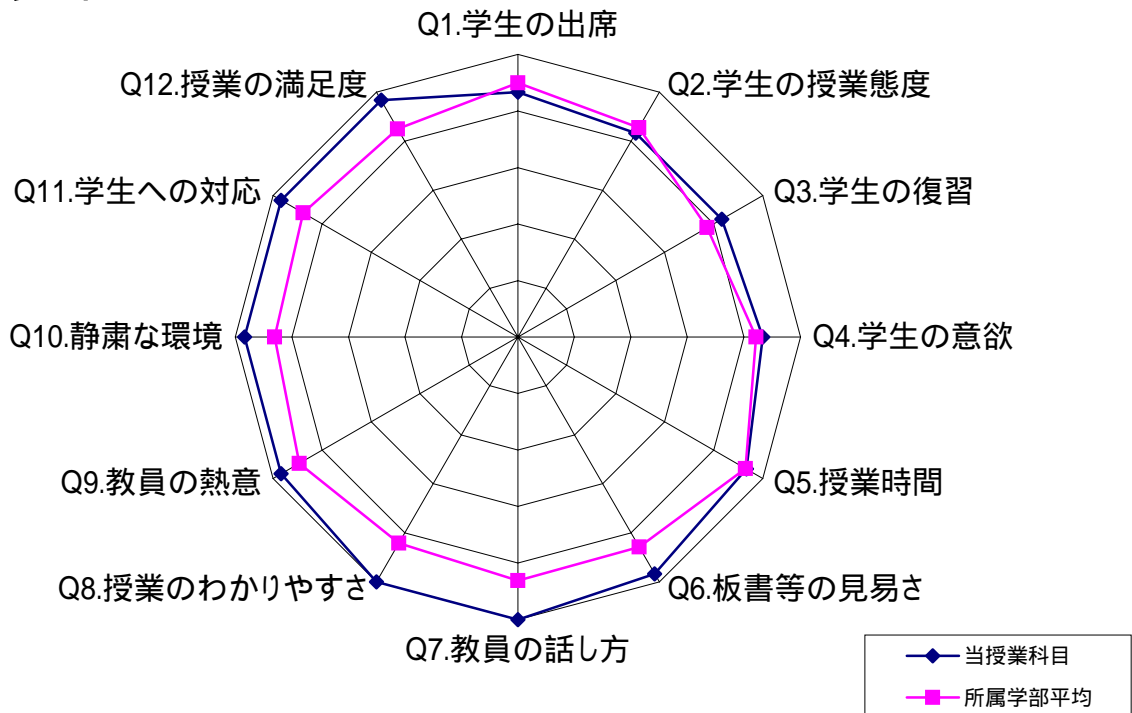 Q1.学生の出席
Q2.学生の授業態度
Q3.学生の復習
Q4.学生の意欲
Q5.授業時間
Q6.板書等の見易さ
Q7.教員の話し方
Q8.授業のわかりやすさ
Q9.教員の熱意
Q10.静粛な環境
Q11.学生への対応
Q12.授業の満足度
当授業科目
所属学部平均